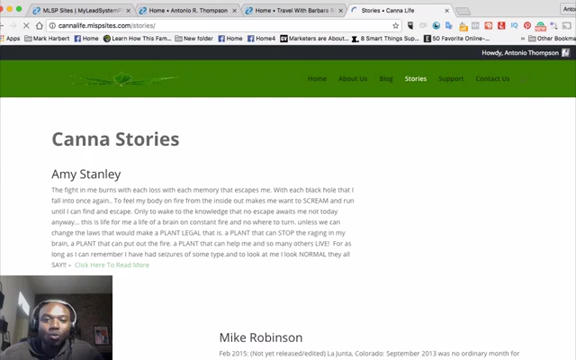 MLSP Sites | MyLeadSystemP
Home • Antonio R. Thompson
Home • Travel With Barbara
Stories • Canna Life
cannalife.mlspsites.com/stories/
Apps
Mark Harbert
Learn How This Fam
New folder
Home
Home4
Marketers are about
8 Smart Things Sup
50 Favorite Online-
Other Bookma
Howdy, Antonio Thompson
Home
About Us
Blog
Stories
Support
Contact Us
Canna Stories
Amy Stanley
The fight in me burns with each loss with each memory that escapes me. With each black hole that I
fall into once again.. To feel my body on fire from the inside out makes me want to SCREAM and run
until I can find and escape. Only to wake to the knowledge that no escape awaits me not today
anyway... this is life for me a life of a brain on constant fire and no where to turn. unless we can
change the laws that would make a PLANT LEGAL that is. a PLANT that can STOP the raging in my
brain, a PLANT that can put out the fire. a PLANT that can help me and so many others LIVE! For as
long as I can remember I have had seizures of some type.and to look at me I look NORMAL they all
SAY!! – Click Here To Read More
Mike Robinson
Feb 2015: (Not yet released/edited) La Junta, Colorado: September 2013 was no ordinary month for